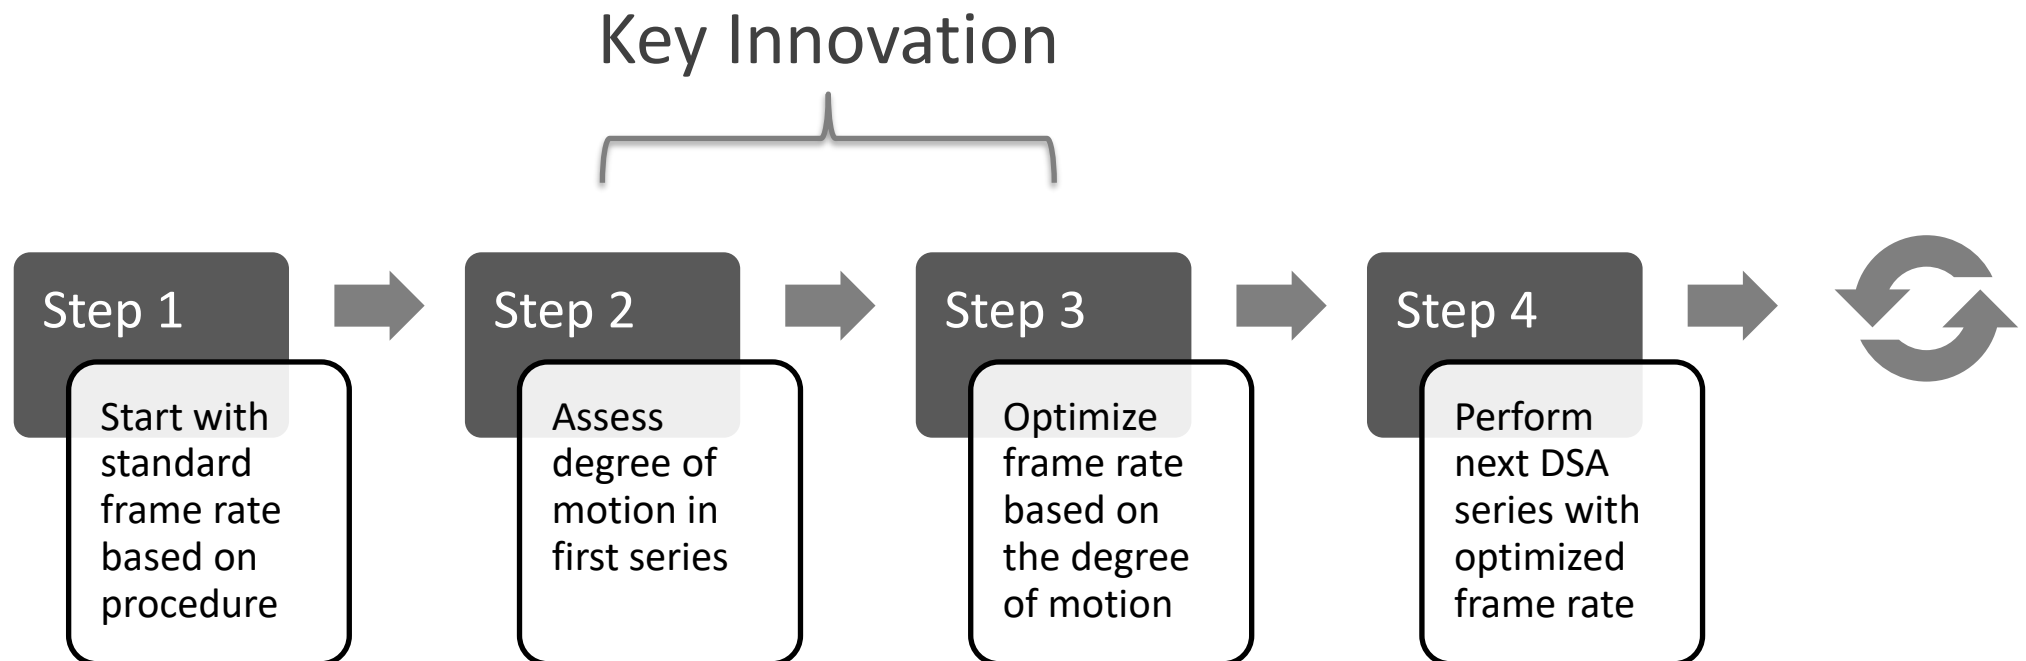 Key Innovation
Step 1
Start with
standard
frame rate
based on
procedure
Step 2
Assess
degree of
motion in
first series
Step 3
Optimize
frame rate
based on
the degree
of motion
Step 4
Perform
next DSA
series with
optimized
frame rate